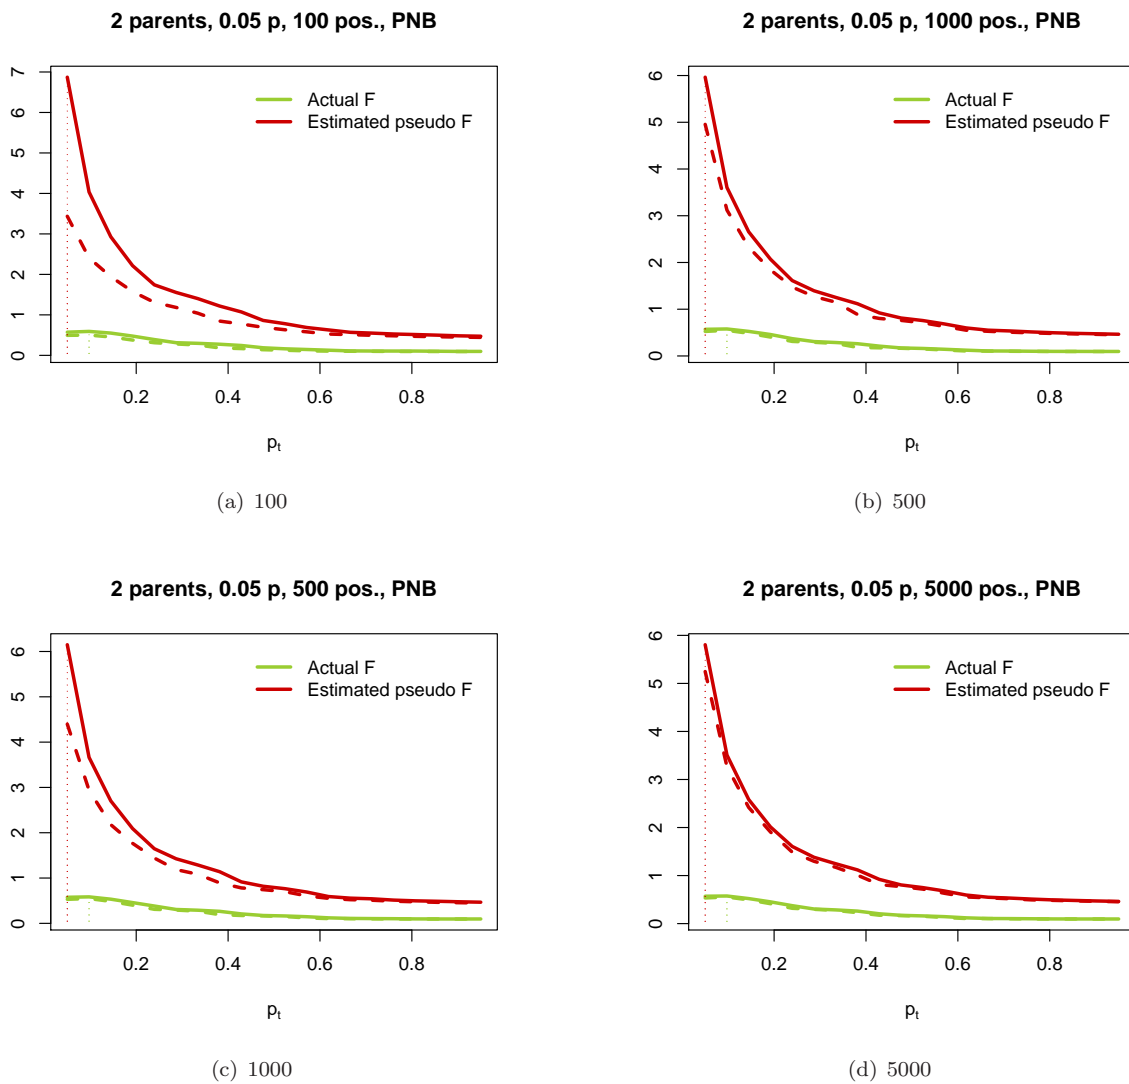 2 parents, 0.05 p, 100 pos., PNB
7
6
5
4
3
2
1
0
Actual F
Estimated pseudo F
0.2 0.4 0.6 0.8
pt
(a) 100
2 parents, 0.05 p, 1000 pos., PNB
6
5
4
3
2
1
0
Actual F
Estimated pseudo F
0.2 0.4 0.6 0.8
pt
(b) 500
2 parents, 0.05 p, 500 pos., PNB
6
5
4
3
2
1
0
Actual F
Estimated pseudo F
0.2 0.4 0.6 0.8
pt
(c) 1000
2 parents, 0.05 p, 5000 pos., PNB
6
5
4
3
2
1
0
Actual F
Estimated pseudo F
0.2 0.4 0.6 0.8
pt
(d) 5000